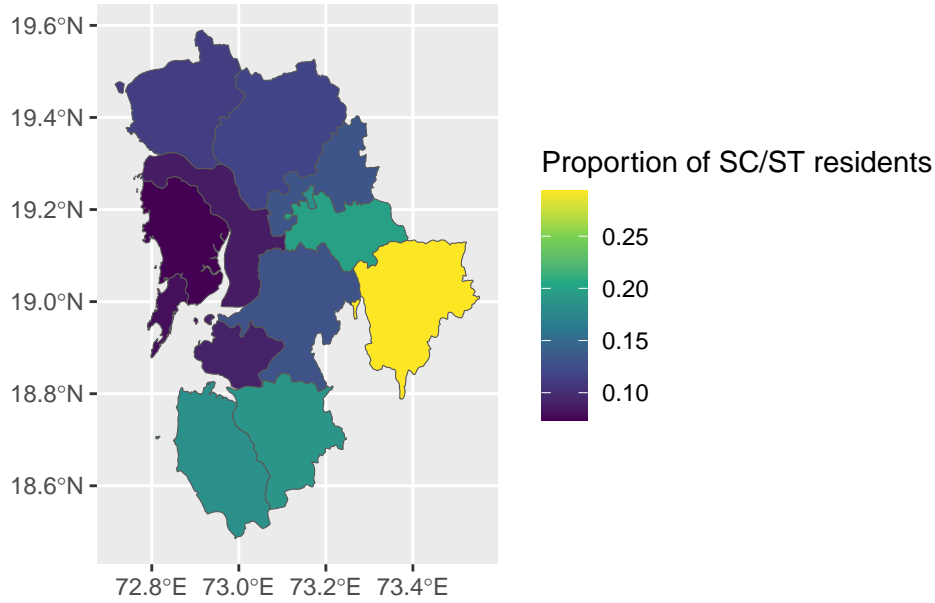 19.6°N
19.4°N
19.2°N
19.0°N
18.8°N
18.6°N
72.8°E 73.0°E 73.2°E 73.4°E
Proportion of SC/ST residents
0.25
0.20
0.15
0.10